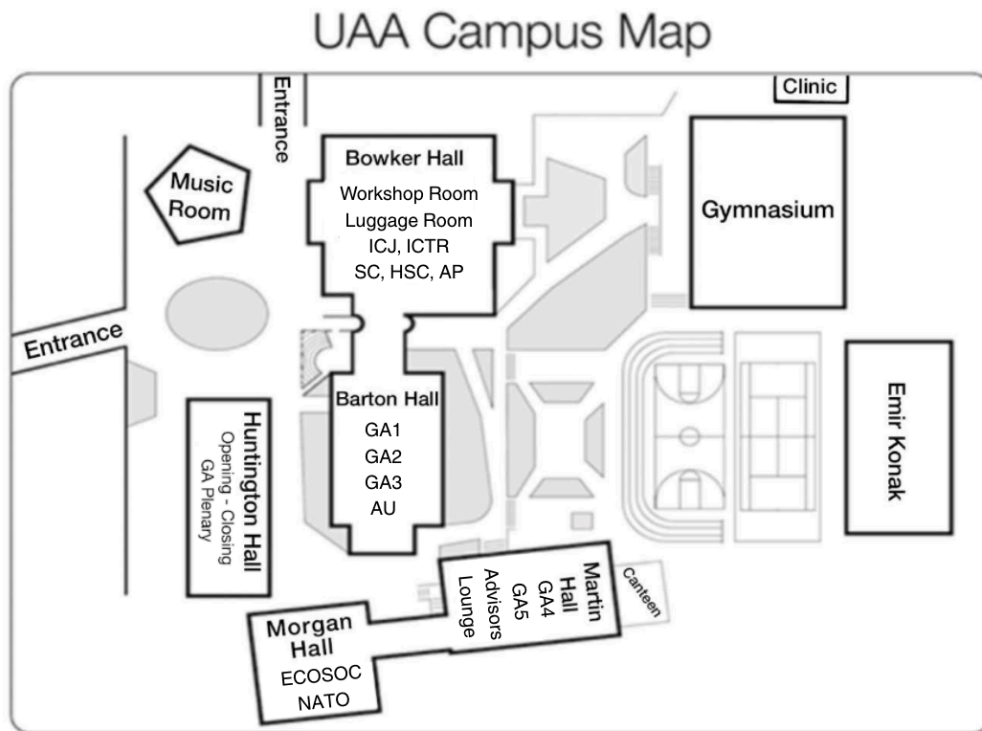 UAA Campus Map
Entrance
Clinic
Music
Room
Bowker Hall
Workshop Room
Luggage Room
ICJ, ICTR
SC, HSC, AP
Gymnasium
Entrance
Barton Hall
GA1
GA2
GA3
AU
Huntington Hall
Opening - Closing
GA Plenary
Emir Konak
Martin
Hall
GA4
GA5
Advisors
Lounge
Canteen
Morgan
Hall
ECOSOC
NATO